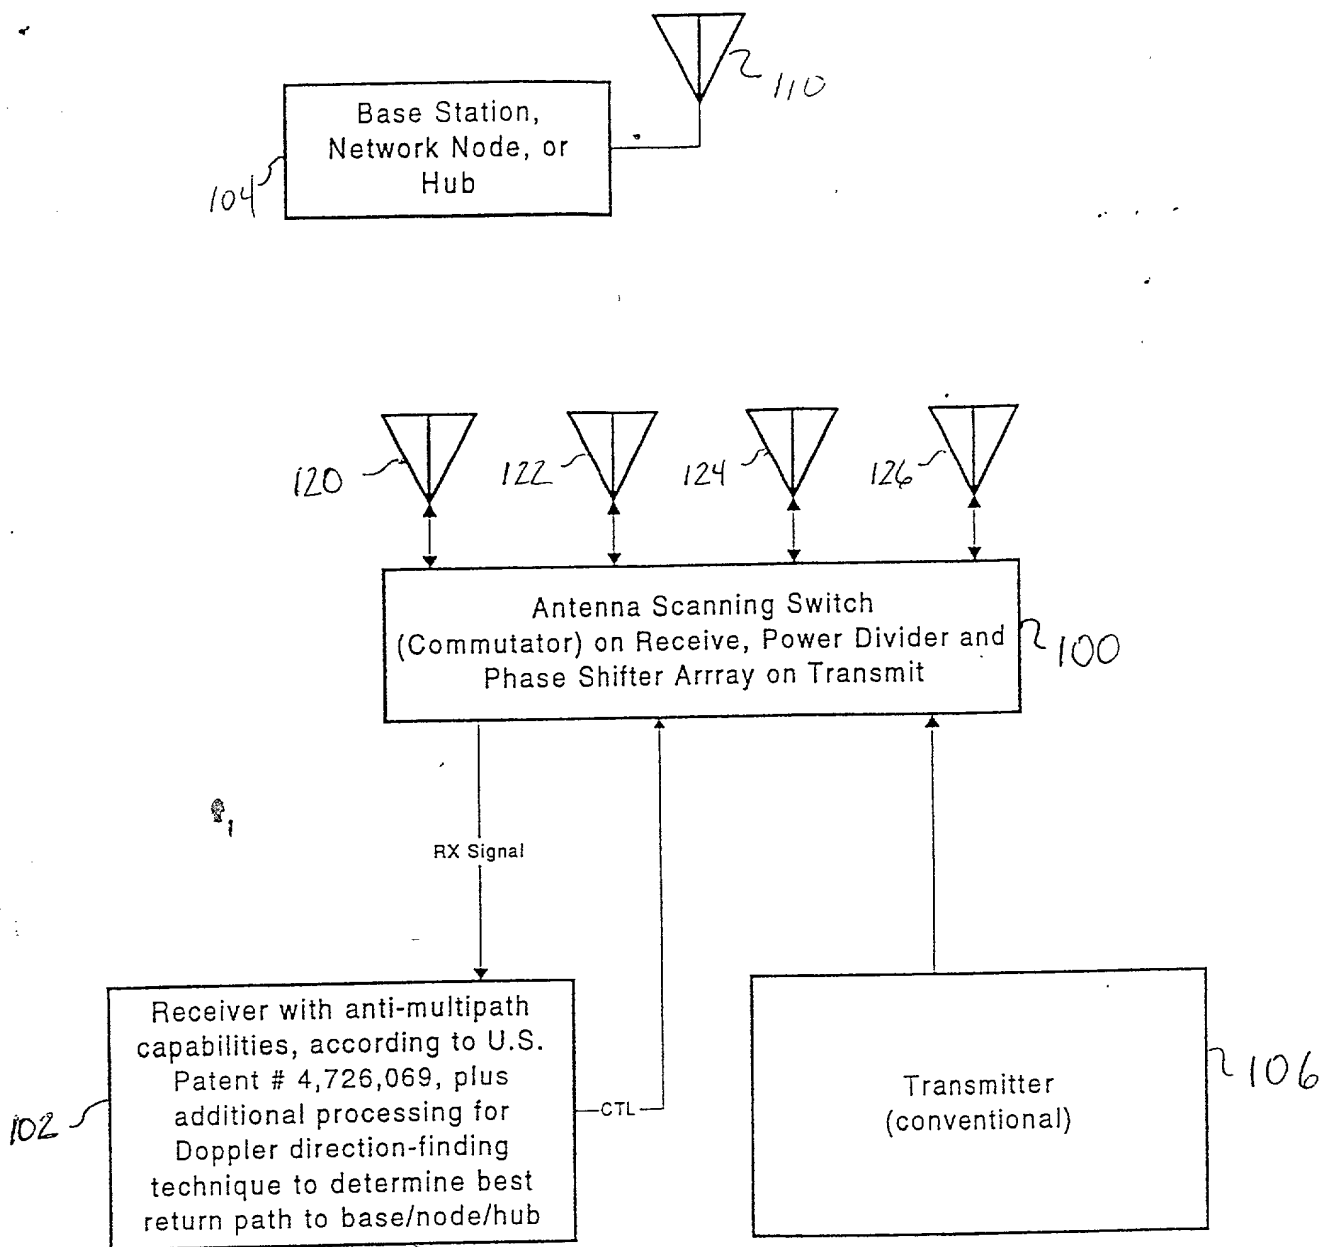 110
Base Station,
Network Node, or
Hub
104
120
122
124
126
Antenna Scanning Switch
(Commutator) on Receive, Power Divider and
Phase Shifter Arrray on Transmit
100
RX Signal
Receiver with anti-multipath
capabilities, according to U.S.
Patent # 4,726,069, plus
additional processing for
Doppler direction-finding
technique to determine best
return path to base/node/hub
102
CTL
Transmitter
(conventional)
106